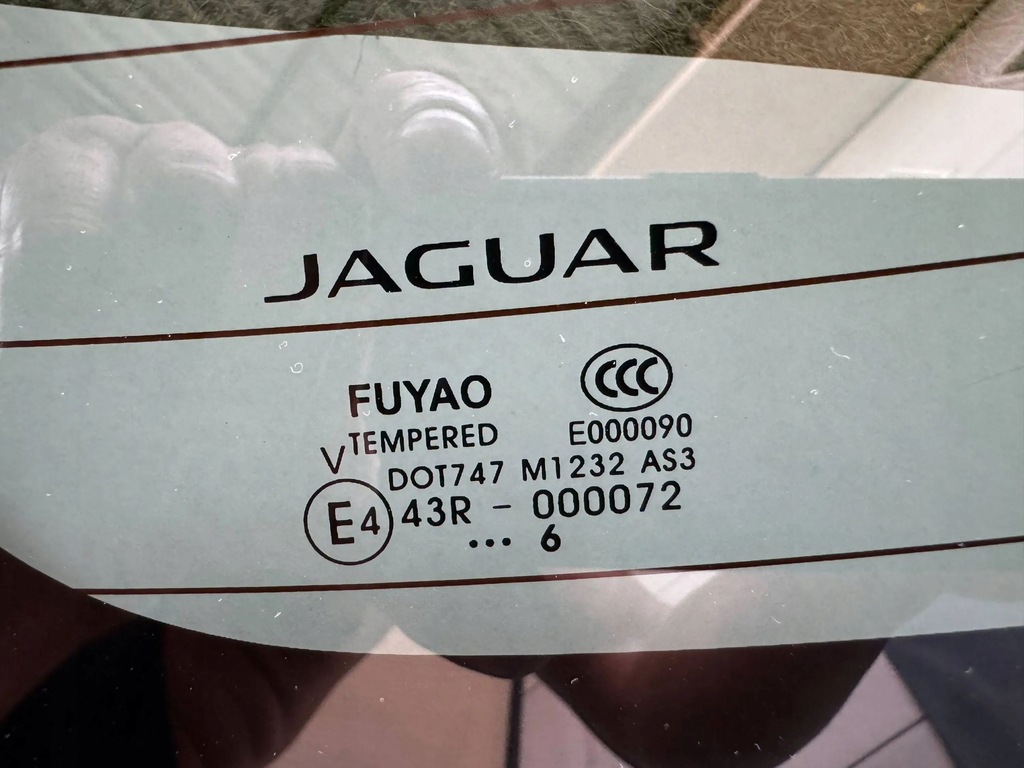 JAGUAR
FUYAO CCC
TEMPERED E000090
V
DOT747 M1232 AS3
E4 43R - 000072
... 6